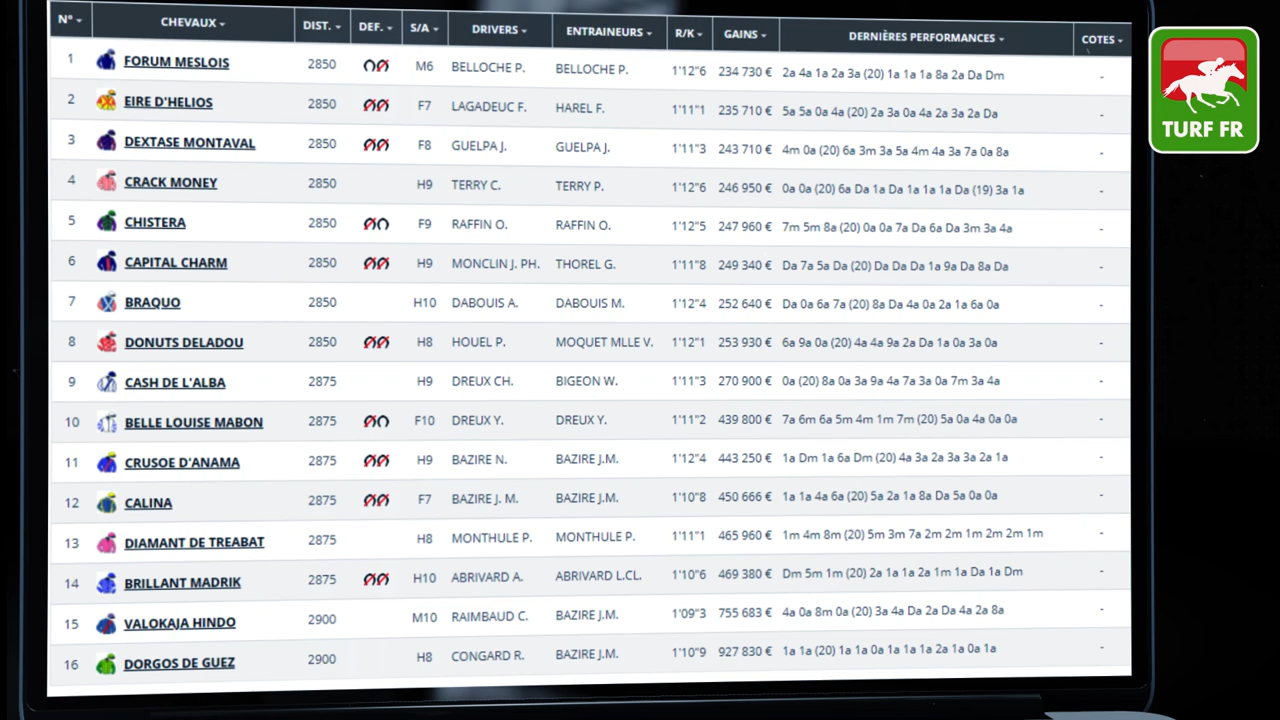 N° CHEVAUX DIST. DEF. S/A DRIVERS ENTRAINEURS R/K GAINS DERNIÈRES PERFORMANCES COTES
1 FORUM MESLOIS 2850 M6 BELLOCHE P. BELLOCHE P. 1'12"6 234 730 € 2a 4a 1a 2a 3a (20) 1a 1a 1a 8a 2a Da Dm -
2 EIRE D'HELIOS 2850 F7 LAGADEUC F. HAREL F. 1'11"1 235 710 € 5a 5a 0a 4a (20) 2a 3a 0a 4a 2a 3a 2a Da -
3 DEXTASE MONTAVAL 2850 F8 GUELPA J. GUELPA J. 1'11"3 243 710 € 4m 0a (20) 6a 3m 3a 5a 4m 4a 3a 7a 0a 8a -
4 CRACK MONEY 2850 H9 TERRY C. TERRY P. 1'12"6 246 950 € 0a 0a (20) 6a Da 1a Da 1a 1a 1a Da (19) 3a 1a -
5 CHISTERA 2850 F9 RAFFIN O. RAFFIN O. 1'12"5 247 960 € 7m 5m 8a (20) 0a 0a 7a Da 6a Da 3m 3a 4a -
6 CAPITAL CHARM 2850 H9 MONCLIN J. PH. THOREL G. 1'11"8 249 340 € Da 7a 5a Da (20) Da Da Da 1a 9a Da 8a Da -
7 BRAQUO 2850 H10 DABOUIS A. DABOUIS M. 1'12"4 252 640 € Da 0a 6a 7a (20) 8a Da 4a 0a 2a 1a 6a 0a -
8 DONUTS DELADOU 2850 H8 HOUEL P. MOQUET MLLE V. 1'12"1 253 930 € 6a 9a 0a (20) 4a 4a 9a 2a Da 1a 0a 3a 0a -
9 CASH DE L'ALBA 2875 H9 DREUX CH. BIGEON W. 1'11"3 270 900 € 0a (20) 8a 0a 3a 9a 4a 7a 3a 0a 7m 3a 4a -
10 BELLE LOUISE MABON 2875 F10 DREUX Y. DREUX Y. 1'11"2 439 800 € 7a 6m 6a 5m 4m 1m 7m (20) 5a 0a 4a 0a 0a -
11 CRUSOE D'ANAMA 2875 H9 BAZIRE N. BAZIRE J.M. 1'12"4 443 250 € 1a Dm 1a 6a Dm (20) 4a 3a 2a 3a 3a 2a 1a -
12 CALINA 2875 F7 BAZIRE J. M. BAZIRE J.M. 1'10"8 450 666 € 1a 1a 4a 6a (20) 5a 2a 1a 8a Da 5a 0a 0a -
13 DIAMANT DE TREABAT 2875 H8 MONTHULE P. MONTHULE P. 1'11"1 465 960 € 1m 4m 8m (20) 5m 3m 7a 2m 2m 1m 2m 2m 1m -
14 BRILLANT MADRIK 2875 H10 ABRIVARD A. ABRIVARD L.CL. 1'10"6 469 380 € Dm 5m 1m (20) 2a 1a 1a 2a 1m 1a Da 1a Dm -
15 VALOKAJA HINDO 2900 M10 RAIMBAUD C. BAZIRE J.M. 1'09"3 755 683 € 4a 0a 8m 0a (20) 3a 4a Da 2a Da 4a 2a 8a -
16 DORGOS DE GUEZ 2900 H8 CONGARD R. BAZIRE J.M. 1'10"9 927 830 € 1a 1a (20) 1a 1a 0a 1a 1a 1a 2a 1a 0a 1a -
TURF FR